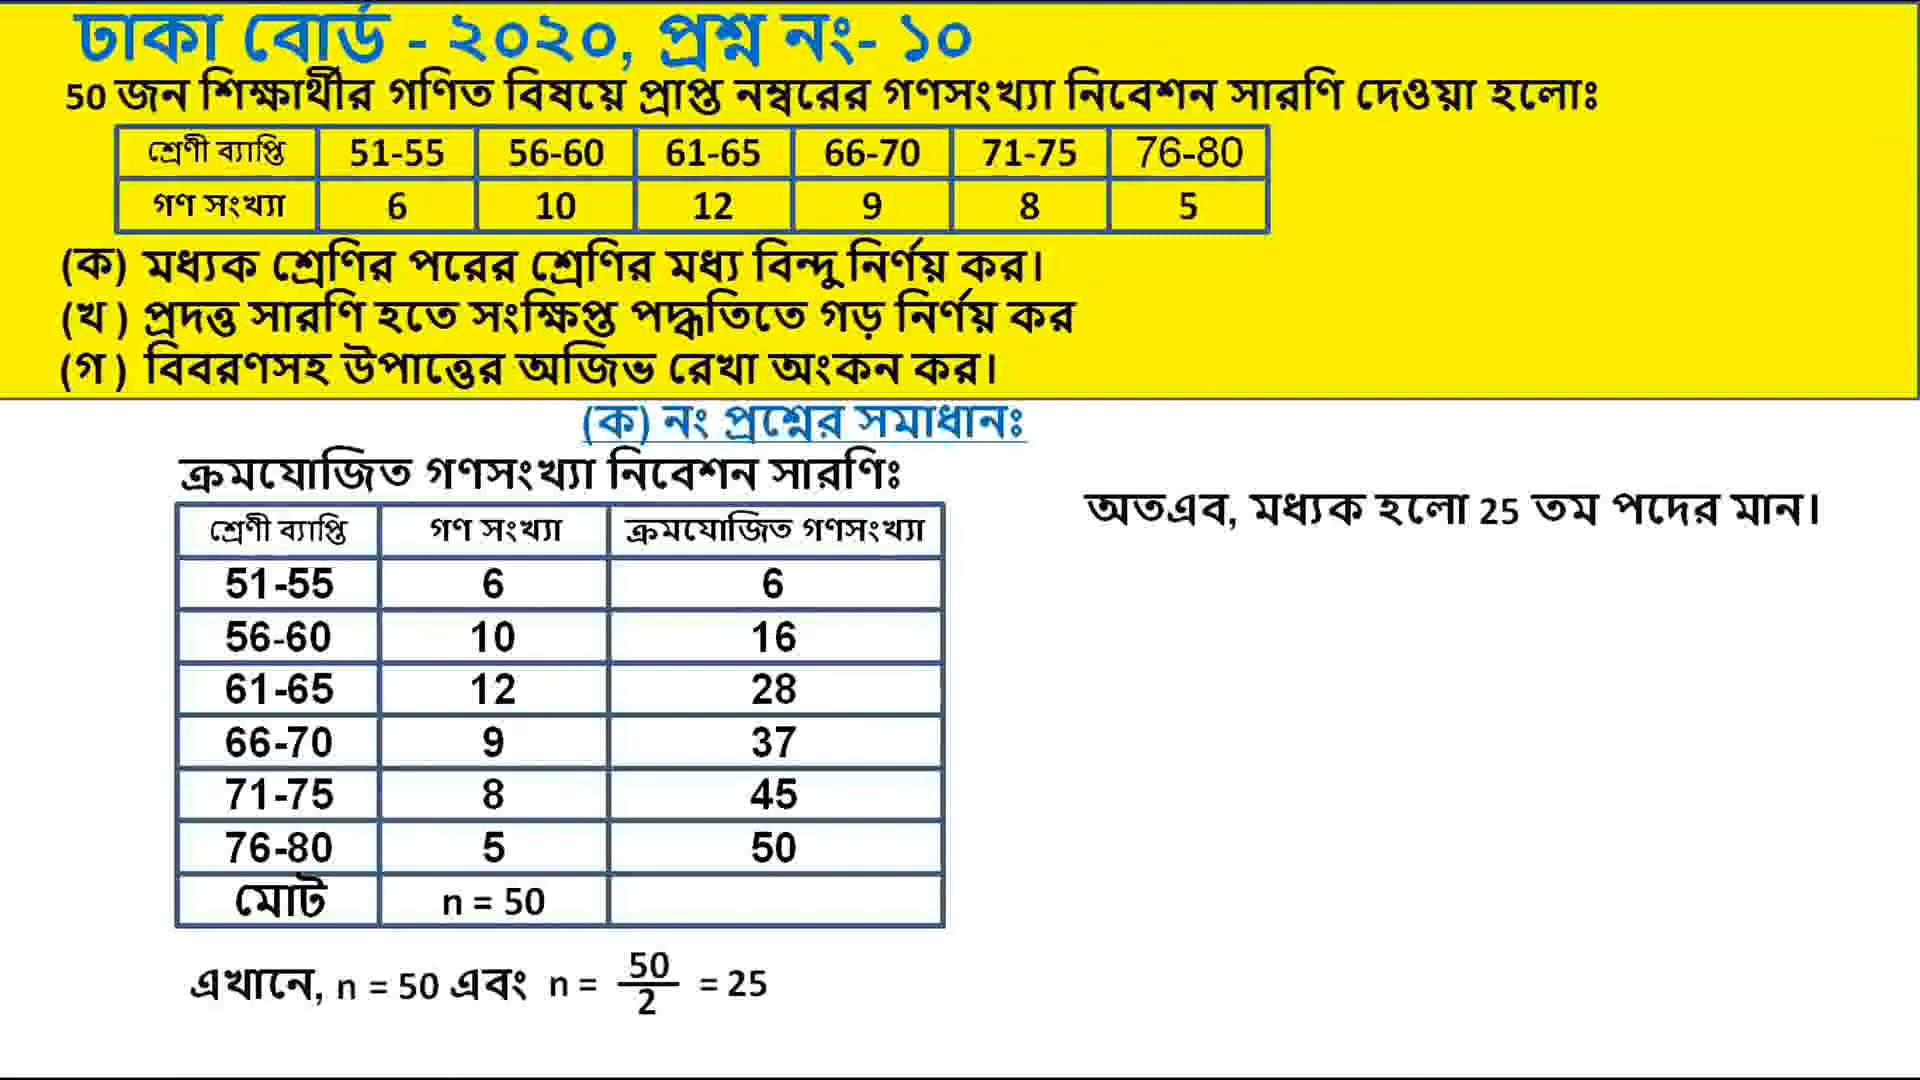 ঢাকা বোর্ড - ২০২০, প্রশ্ন নং- ১০
50 জন শিক্ষার্থীর গণিত বিষয়ে প্রাপ্ত নম্বরের গণসংখ্যা নিবেশন সারণি দেওয়া হলোঃ
শ্রেণী ব্যাপ্তি 51-55 56-60 61-65 66-70 71-75 76-80
গণ সংখ্যা 6 10 12 9 8 5
(ক) মধ্যক শ্রেণির পরের শ্রেণির মধ্য বিন্দু নির্ণয় কর।
(খ ) প্রদত্ত সারণি হতে সংক্ষিপ্ত পদ্ধতিতে গড় নির্ণয় কর
(গ ) বিবরণসহ উপাত্তের অজিভ রেখা অংকন কর।
(ক) নং প্রশ্নের সমাধানঃ
ক্রমযোজিত গণসংখ্যা নিবেশন সারণিঃ
শ্রেণী ব্যাপ্তি গণ সংখ্যা ক্রমযোজিত গণসংখ্যা
51-55 6 6
56-60 10 16
61-65 12 28
66-70 9 37
71-75 8 45
76-80 5 50
মোট n = 50
এখানে, n = 50 এবং n = 50/2 = 25
অতএব, মধ্যক হলো 25 তম পদের মান।